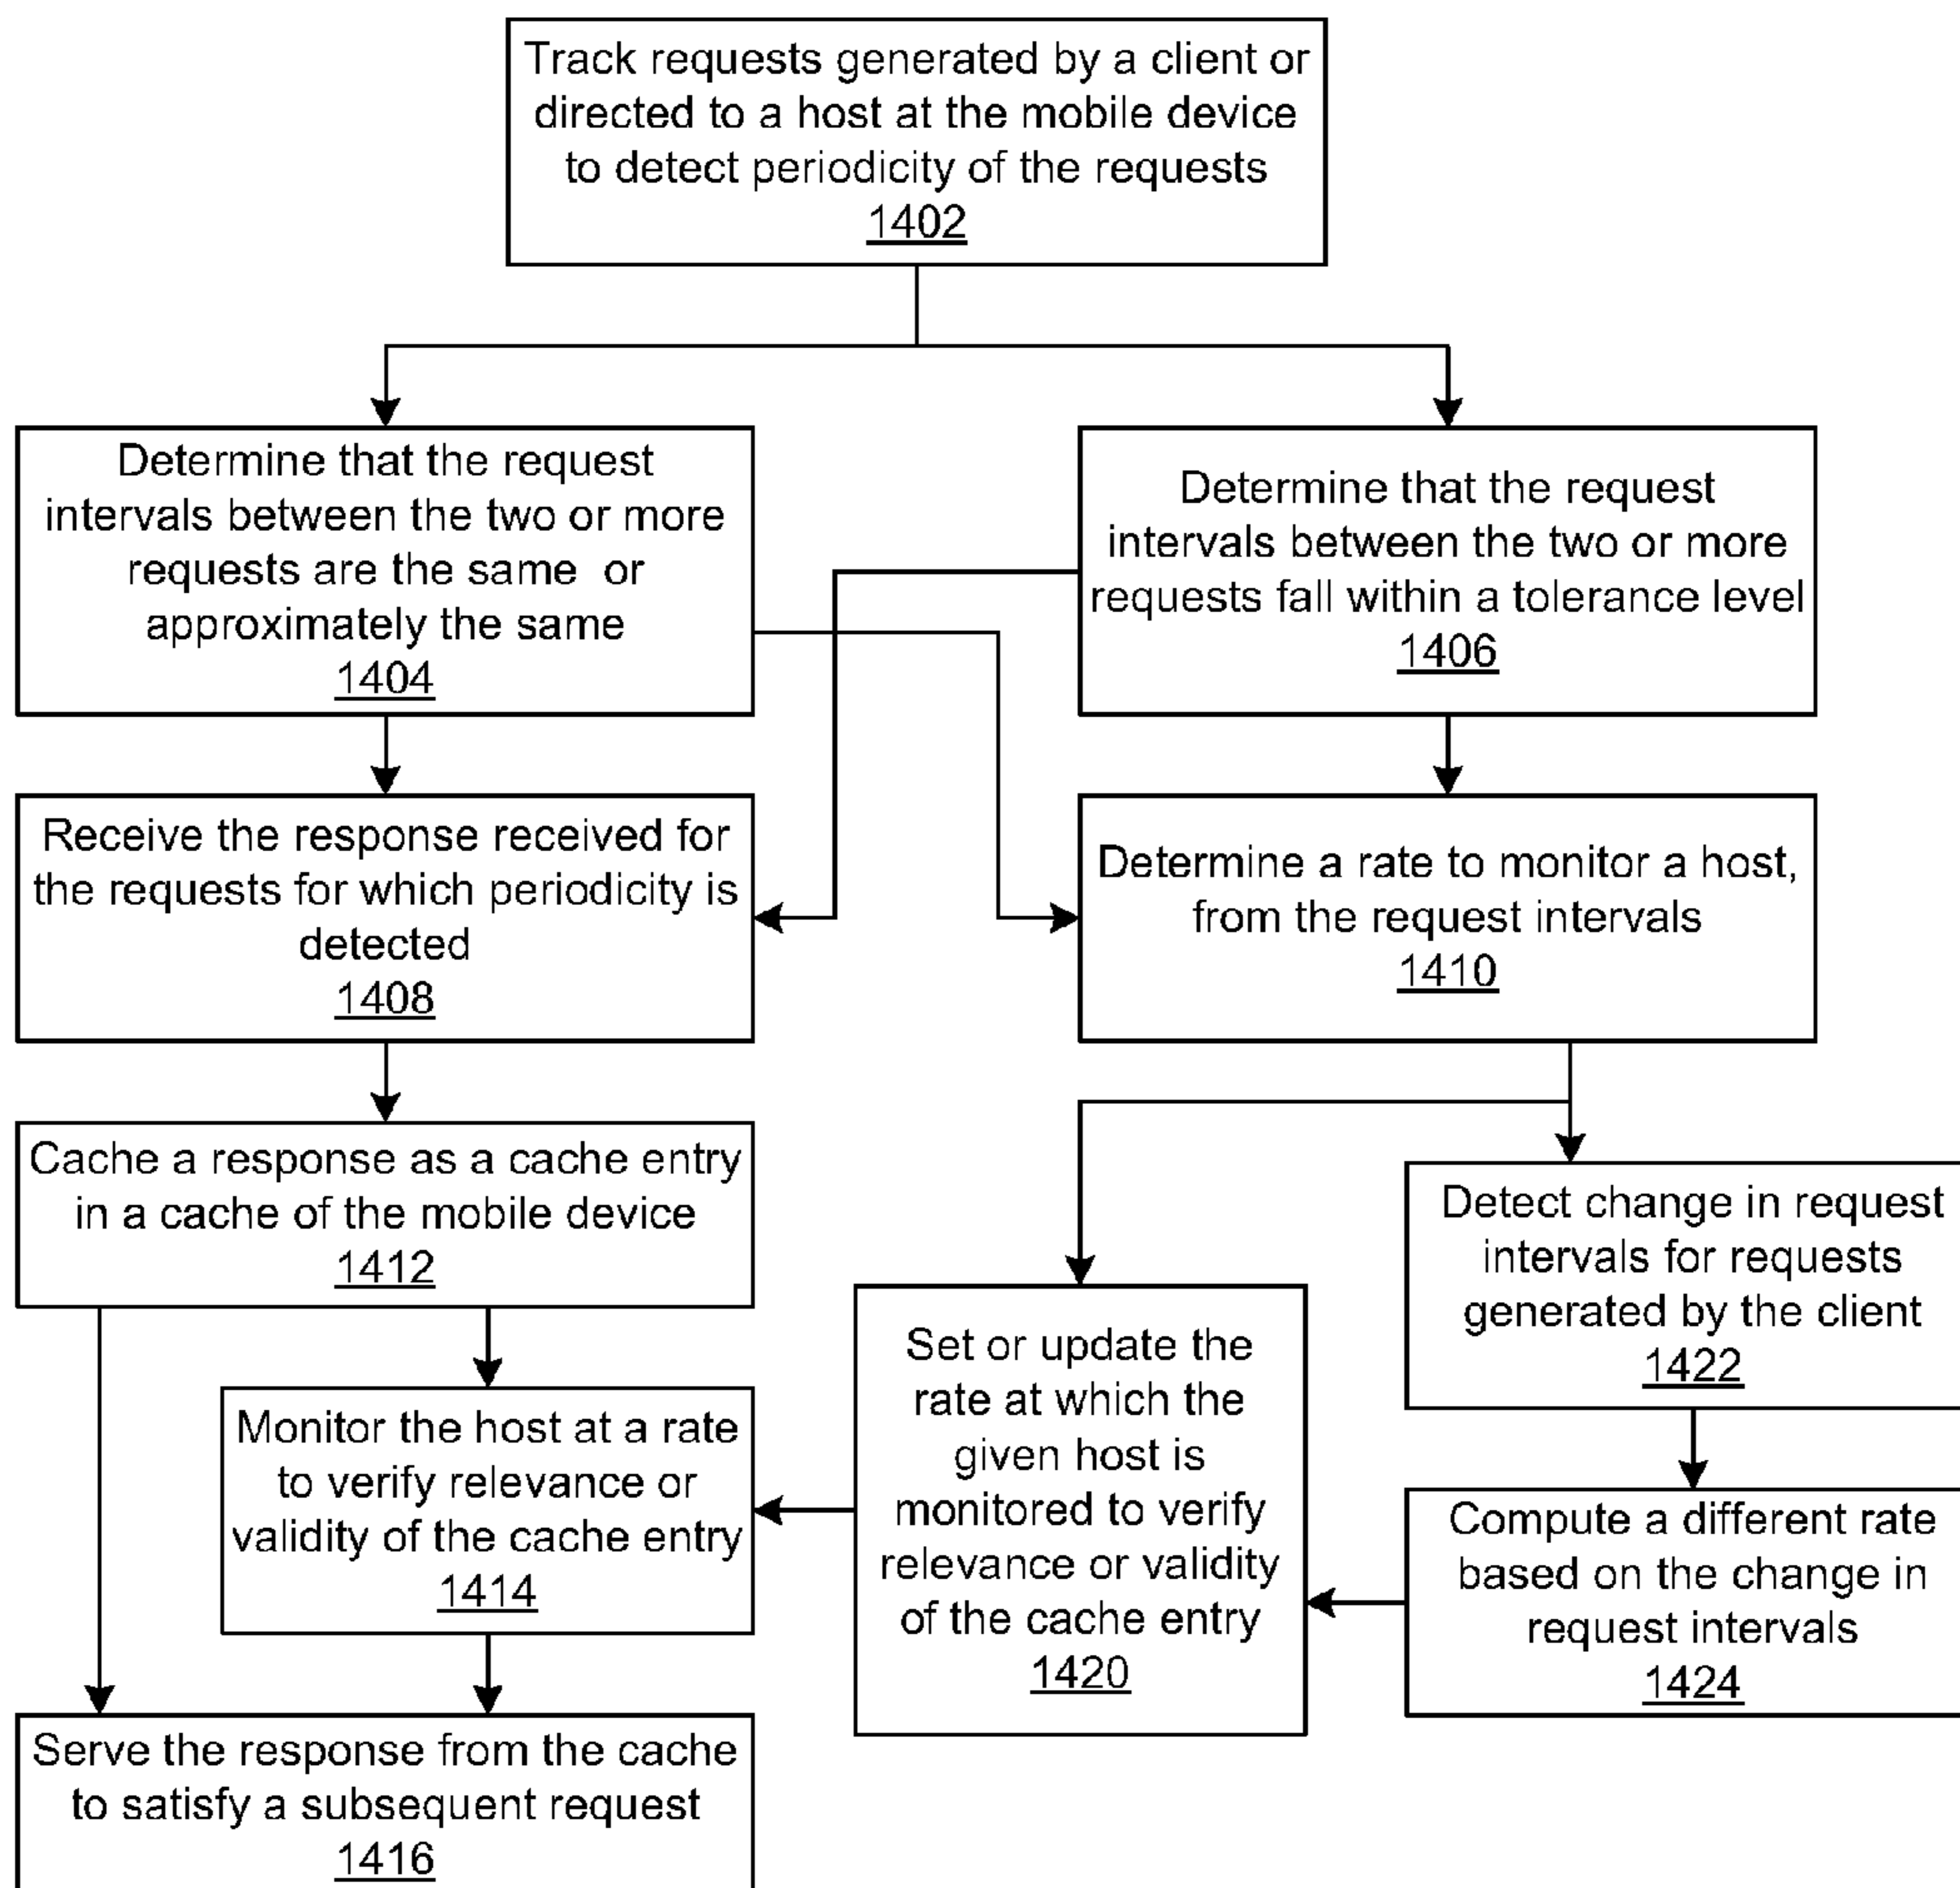 Track requests generated by a client or
directed to a host at the mobile device
to detect periodicity of the requests
1402
Determine that the request
intervals between the two or more
requests are the same or
approximately the same
1404
Determine that the request
intervals between the two or more
requests fall within a tolerance level
1406
Receive the response received for
the requests for which periodicity is
detected
1408
Determine a rate to monitor a host,
from the request intervals
1410
Cache a response as a cache entry
in a cache of the mobile device
1412
Detect change in request
intervals for requests
generated by the client
1422
Set or update the
rate at which the
given host is
monitored to verify
relevance or validity
of the cache entry
1420
Monitor the host at a rate
to verify relevance or
validity of the cache entry
1414
Compute a different rate
based on the change in
request intervals
1424
Serve the response from the cache
to satisfy a subsequent request
1416